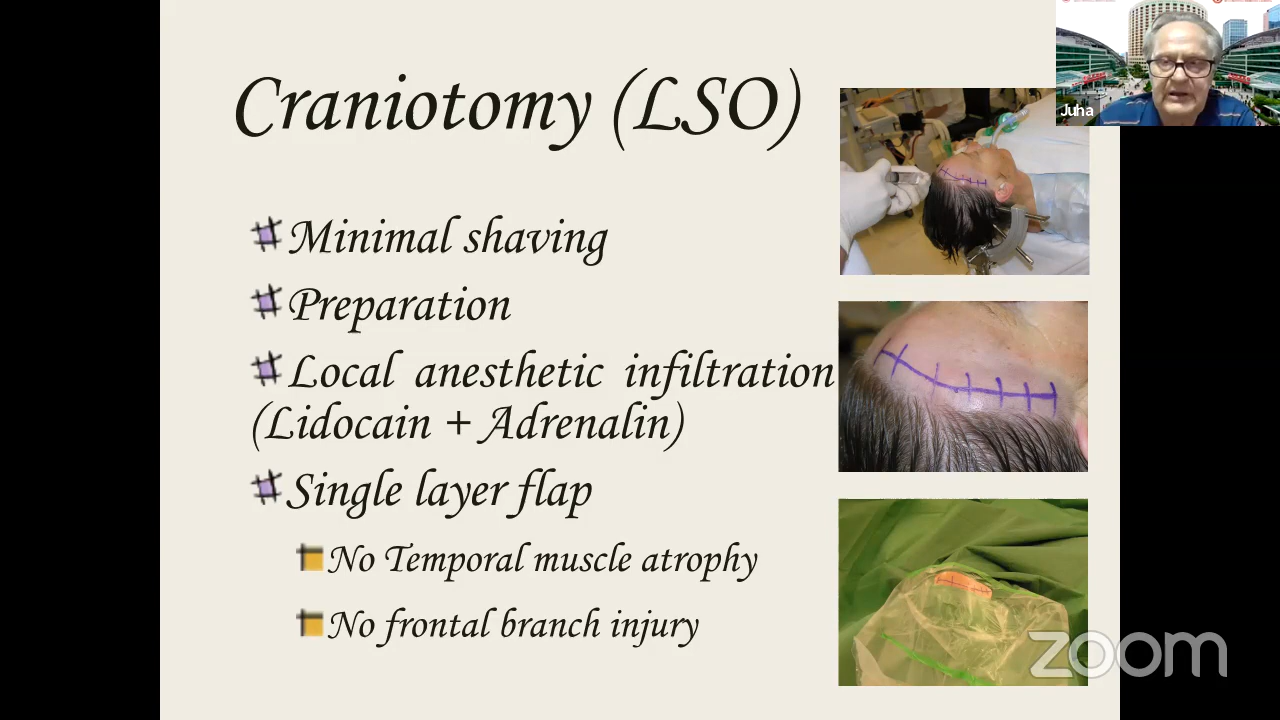 Craniotomy (LSO)
Minimal shaving
Preparation
Local anesthetic infiltration
(Lidocain + Adrenalin)
Single layer flap
No Temporal muscle atrophy
No frontal branch injury
Juha
zoom